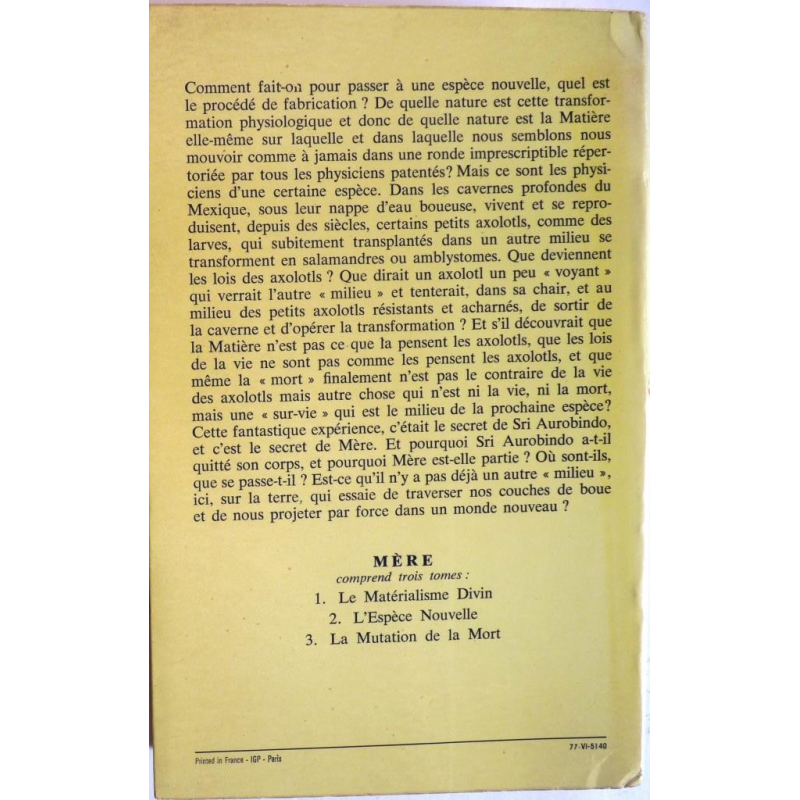 Comment fait-on pour passer à une espèce nouvelle, quel est
le procédé de fabrication ? De quelle nature est cette transfor-
mation physiologique et donc de quelle nature est la Matière
elle-même sur laquelle et dans laquelle nous semblons nous
mouvoir comme à jamais dans une ronde imprescriptible réper-
toriée par tous les physiciens patentés? Mais ce sont les physi-
ciens d'une certaine espèce. Dans les cavernes profondes du
Mexique, sous leur nappe d'eau boueuse, vivent et se repro-
duisent, depuis des siècles, certains petits axolotls, comme des
larves, qui subitement transplantés dans un autre milieu se
transforment en salamandres ou amblystomes. Que deviennent
les lois des axolotls ? Que dirait un axolotl un peu « voyant »
qui verrait l'autre « milieu » et tenterait, dans sa chair, et au
milieu des petits axolotls résistants et acharnés, de sortir de
la caverne et d'opérer la transformation ? Et s'il découvrait que
la Matière n'est pas ce que la pensent les axolotls, que les lois
de la vie ne sont pas comme les pensent les axolotls, et que
même la « mort » finalement n'est pas le contraire de la vie
des axolotls mais autre chose qui n'est ni la vie, ni la mort,
mais une « sur-vie » qui est le milieu de la prochaine espèce?
Cette fantastique expérience, c'était le secret de Sri Aurobindo,
et c'est le secret de Mère. Et pourquoi Sri Aurobindo a-t-il
quitté son corps, et pourquoi Mère est-elle partie ? Où sont-ils,
que se passe-t-il ? Est-ce qu'il n'y a pas déjà un autre « milieu »,
ici, sur la terre, qui essaie de traverser nos couches de boue
et de nous projeter par force dans un monde nouveau ?
MÈRE
comprend trois tomes :
1. Le Matérialisme Divin
2. L'Espèce Nouvelle
3. La Mutation de la Mort
Printed in France - IGP - Paris
77-VI-5140